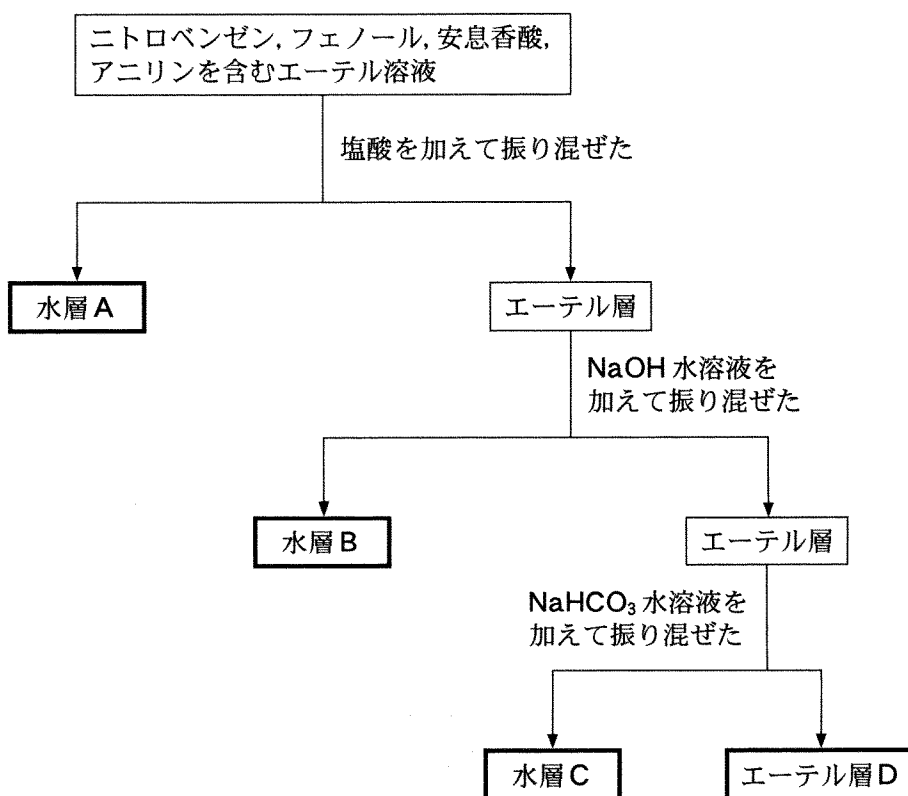 ニトロベンゼン, フェノール, 安息香酸,
アニリンを含むエーテル溶液
塩酸を加えて振り混ぜた
水層A
エーテル層
NaOH 水溶液を
加えて振り混ぜた
水層B
エーテル層
NaHCO₃ 水溶液を
加えて振り混ぜた
水層C
エーテル層D